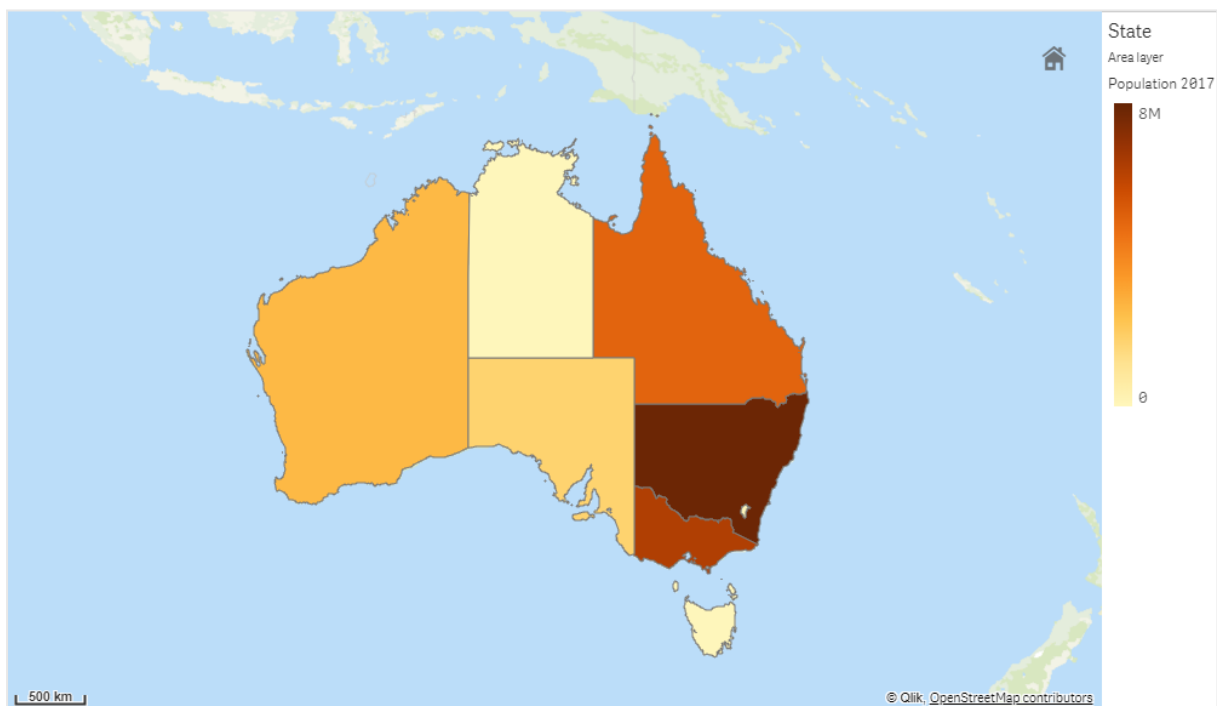 State
Area layer
Population 2017
8M
0
500 km
© Qlik, OpenStreetMap contributors